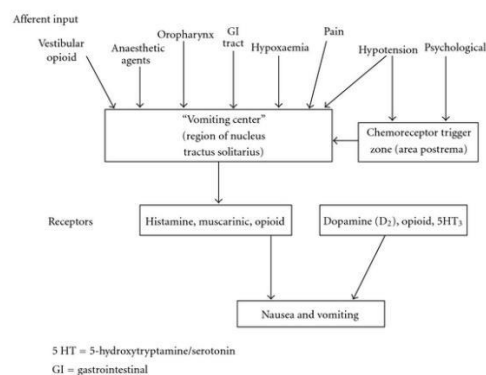 Afferent input
Vestibular
opioid
Anaesthetic
agents
Oropharynx
GI
tract
Hypoxaemia
Pain
Hypotension
Psychological
"Vomiting center"
(region of nucleus
tractus solitarius)
Chemoreceptor trigger
zone (area postrema)
Receptors
Histamine, muscarinic, opioid
Dopamine (D₂), opioid, 5HT₃
Nausea and vomiting
5 HT = 5-hydroxytryptamine/serotonin
GI = gastrointestinal